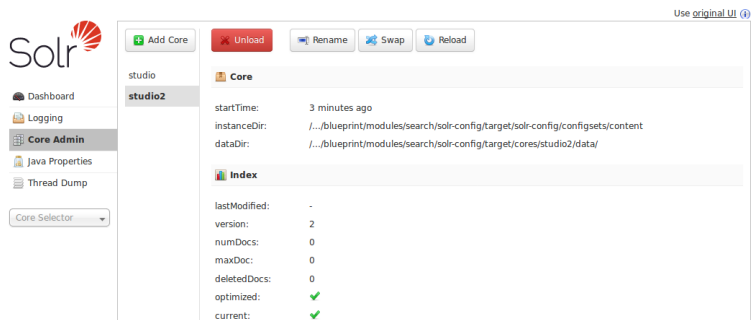 Use original UI (i)
Solr
Add Core
Unload
Rename
Swap
Reload
studio
studio2
Dashboard
Logging
Core Admin
Java Properties
Thread Dump
Core Selector
Core
startTime: 3 minutes ago
instanceDir: /.../blueprint/modules/search/solr-config/target/solr-config/configsets/content
dataDir: /.../blueprint/modules/search/solr-config/target/cores/studio2/data/
Index
lastModified: -
version: 2
numDocs: 0
maxDoc: 0
deletedDocs: 0
optimized:
current: